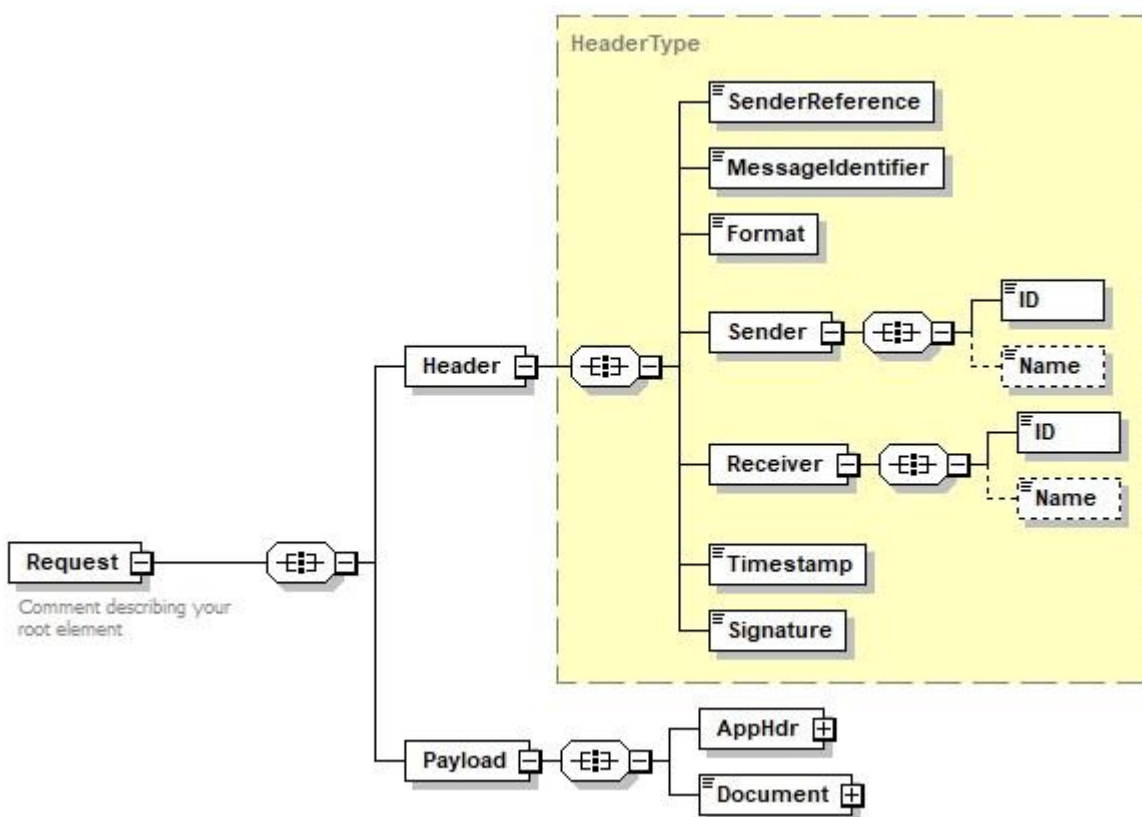 HeaderType
SenderReference
MessageIdentifier
Format
Sender
ID
Name
Header
Receiver
ID
Name
Request
Comment describing your
root element
Timestamp
Signature
Payload
AppHdr
Document